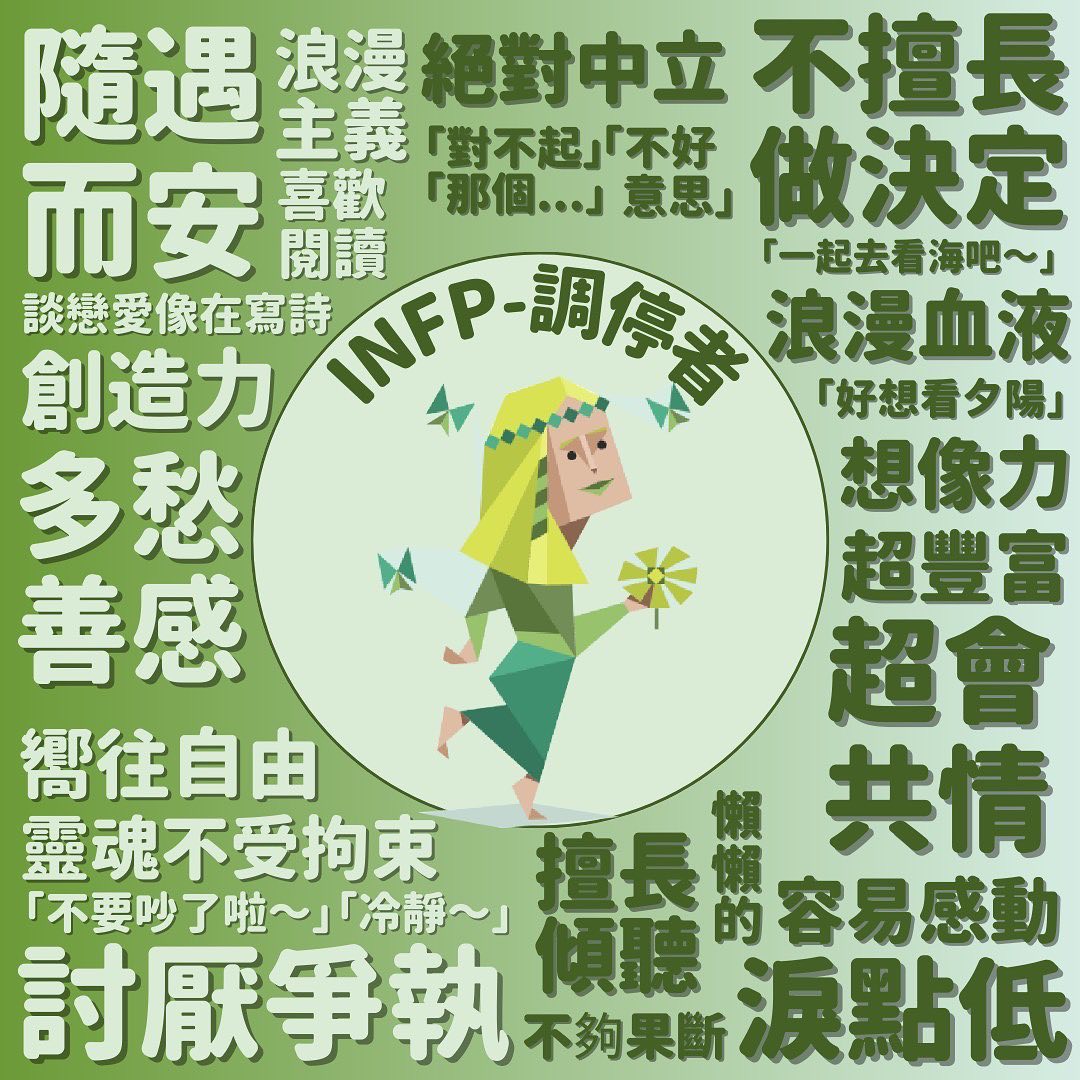 隨遇
而安
浪漫
主義
喜歡
閱讀
談戀愛像在寫詩
創造力
多愁
善感
嚮往自由
靈魂不受拘束
「不要吵了啦～」「冷靜～」
討厭爭執
絕對中立
「對不起」「不好
「那個...」意思」
不擅長
做決定
「一起去看海吧～」
浪漫血液
「好想看夕陽」
想像力
超豐富
超會
共情
INFP-調停者
擅長
傾聽
不夠果斷
懶
懶
的
容易感動
淚點低